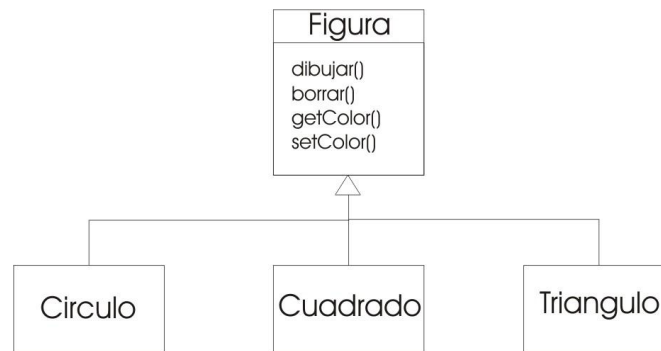 Figura
dibujar()
borrar()
getColor()
setColor()
Circulo
Cuadrado
Triangulo